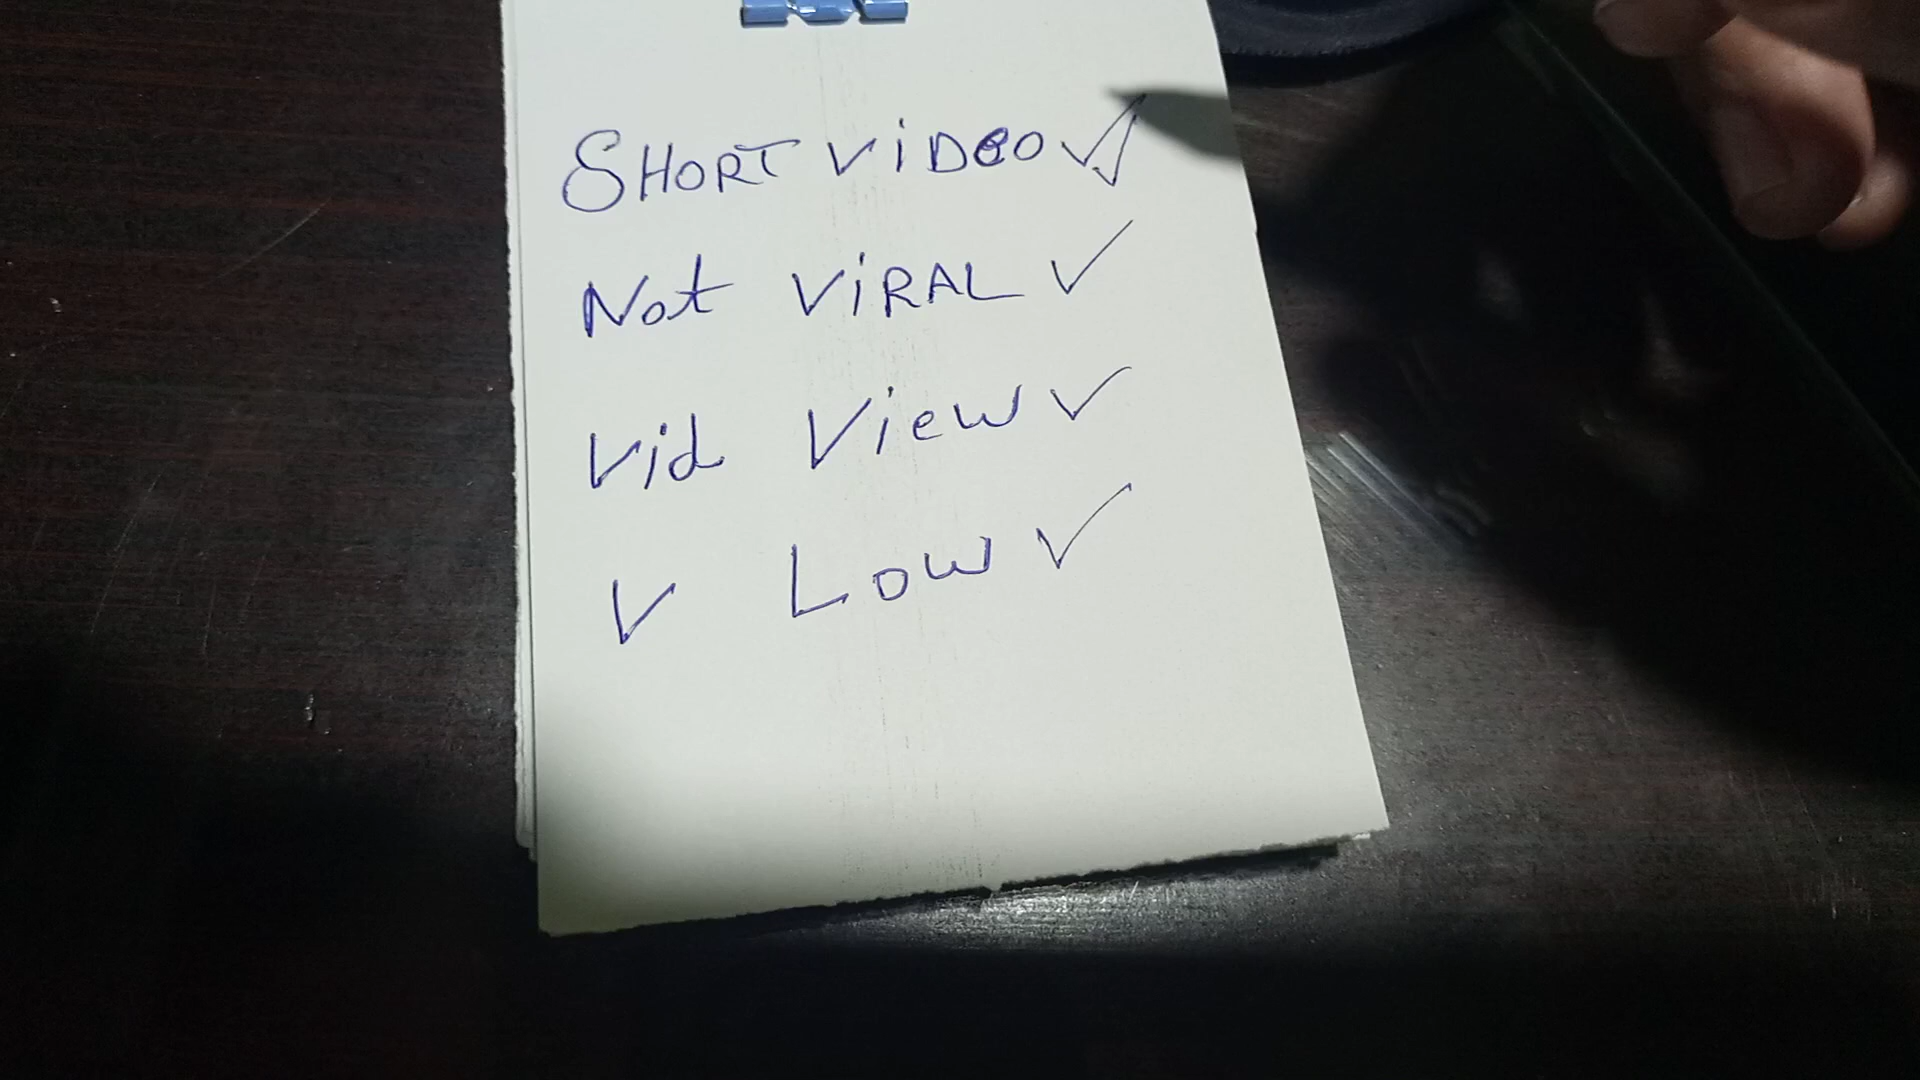 SHORT ViDeO ✓✓
Not ViRAL ✓
Vid View ✓
V Low ✓